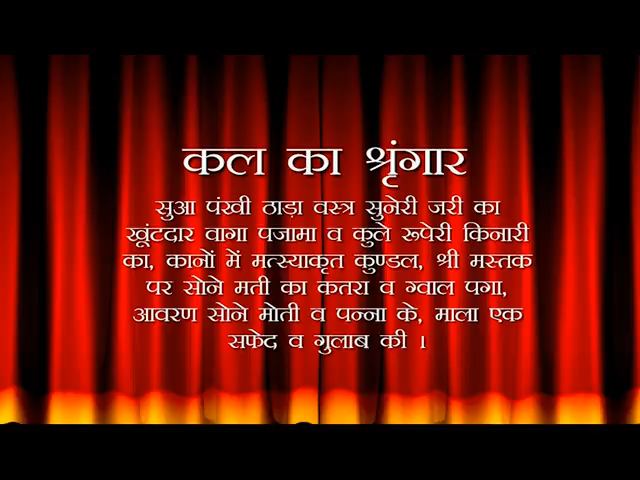 कल का श्रृंगार
सुआ पंखी ठाड़ा वस्त्र सुनेरी जरी का
खूंटदार वागा पजामा व कुले रूपेरी किनारी
का, कानों में मत्स्याकृत कुण्डल, श्री मस्तक
पर सोने मती का कतरा व ग्वाल पगा,
आवरण सोने मोती व पन्ना के, माला एक
सफेद व गुलाब की ।